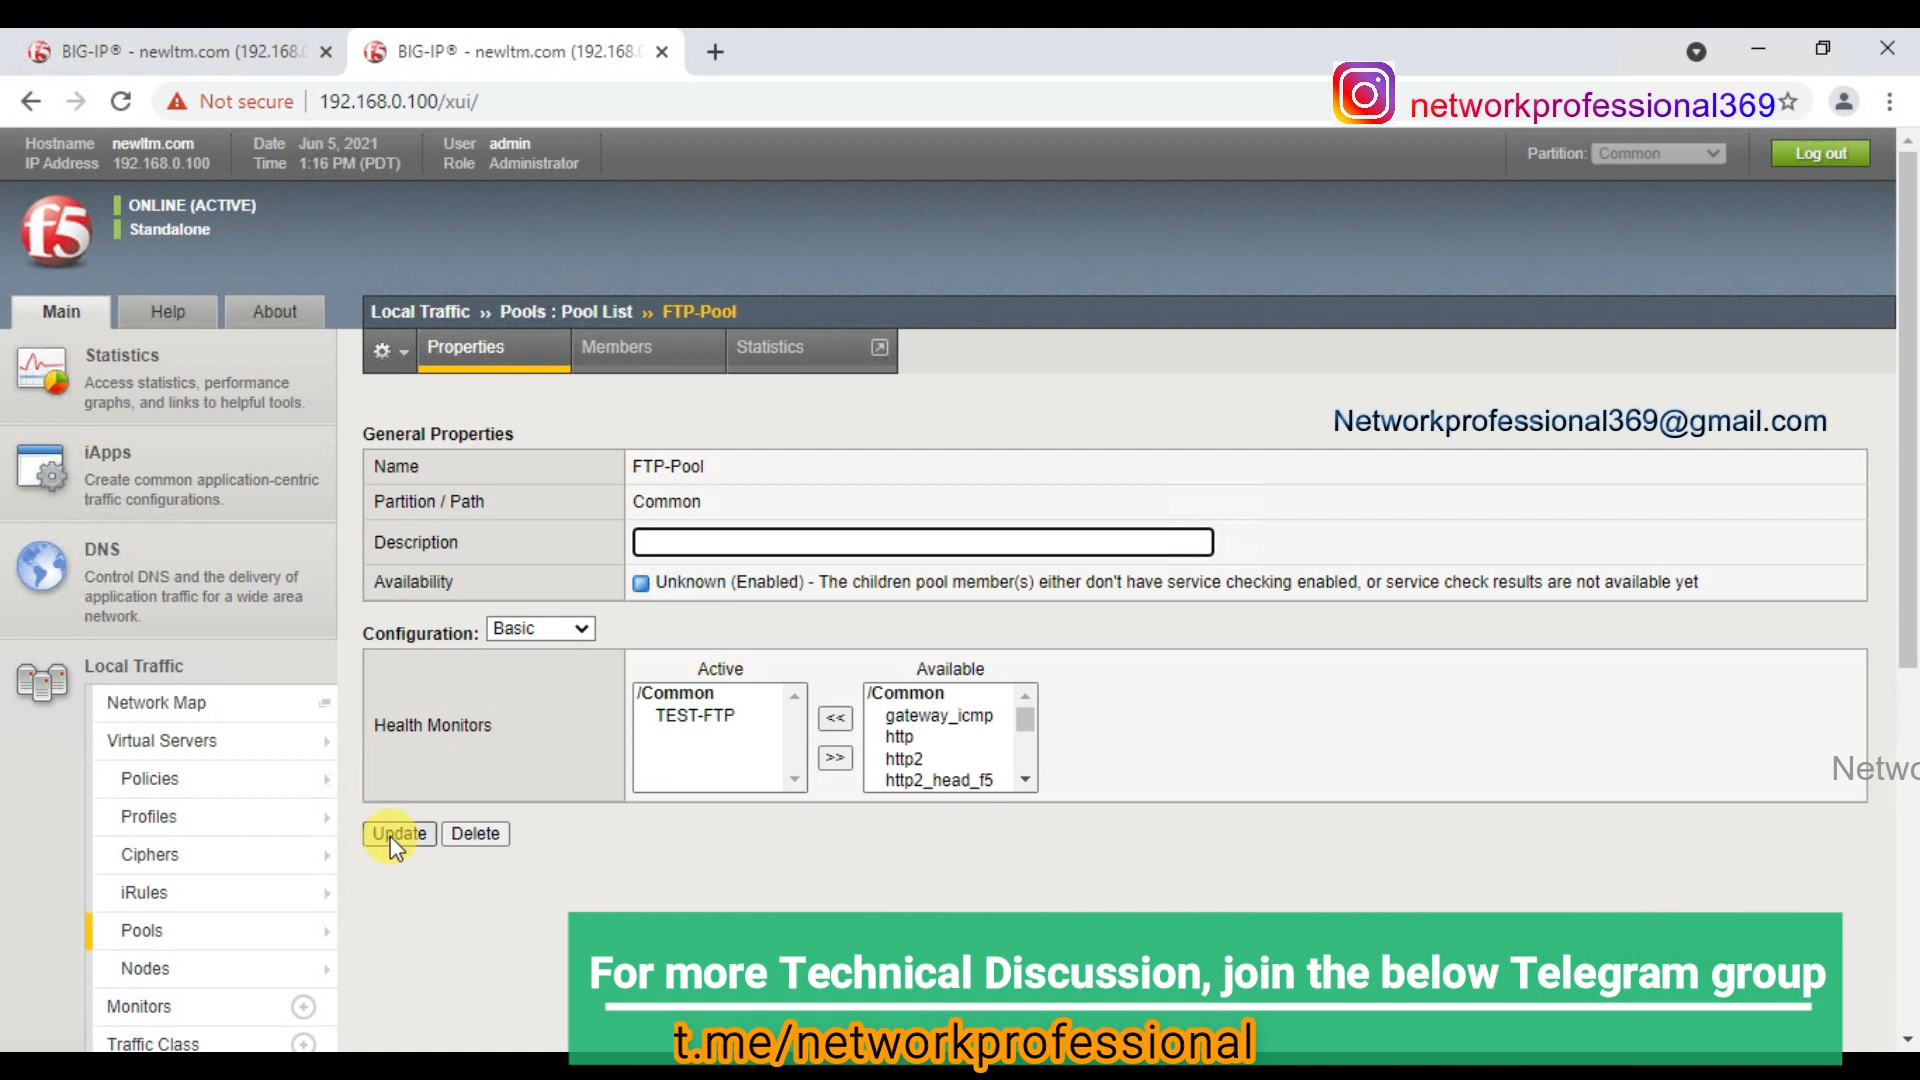 BIG-IP® - newltm.com (192.168.
BIG-IP® - newltm.com (192.168.
Not secure
192.168.0.100/xui/
networkprofessional369
Hostname newltm.com
IP Address 192.168.0.100
Date Jun 5, 2021
Time 1:16 PM (PDT)
User admin
Role Administrator
Partition: Common
Log out
f5
ONLINE (ACTIVE)
Standalone
Main
Help
About
Local Traffic ›› Pools : Pool List ›› FTP-Pool
Properties
Members
Statistics
Statistics
Access statistics, performance
graphs, and links to helpful tools.
iApps
Create common application-centric
traffic configurations.
DNS
Control DNS and the delivery of
application traffic for a wide area
network.
Local Traffic
Network Map
Virtual Servers
Policies
Profiles
Ciphers
iRules
Pools
Nodes
Monitors
Traffic Class
Networkprofessional369@gmail.com
General Properties
Name FTP-Pool
Partition / Path Common
Description
Availability Unknown (Enabled) - The children pool member(s) either don't have service checking enabled, or service check results are not available yet
Configuration: Basic
Health Monitors
Active
/Common
TEST-FTP
<<
>>
Available
/Common
gateway_icmp
http
http2
http2_head_f5
Update
Delete
For more Technical Discussion, join the below Telegram group
t.me/networkprofessional